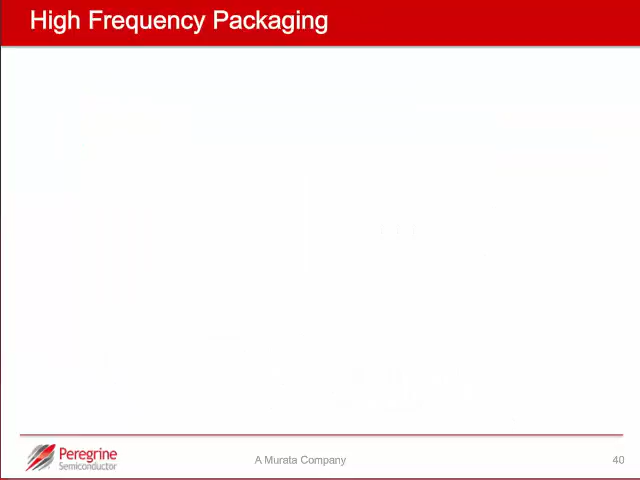 High Frequency Packaging
Peregrine
Semiconductor
A Murata Company
40